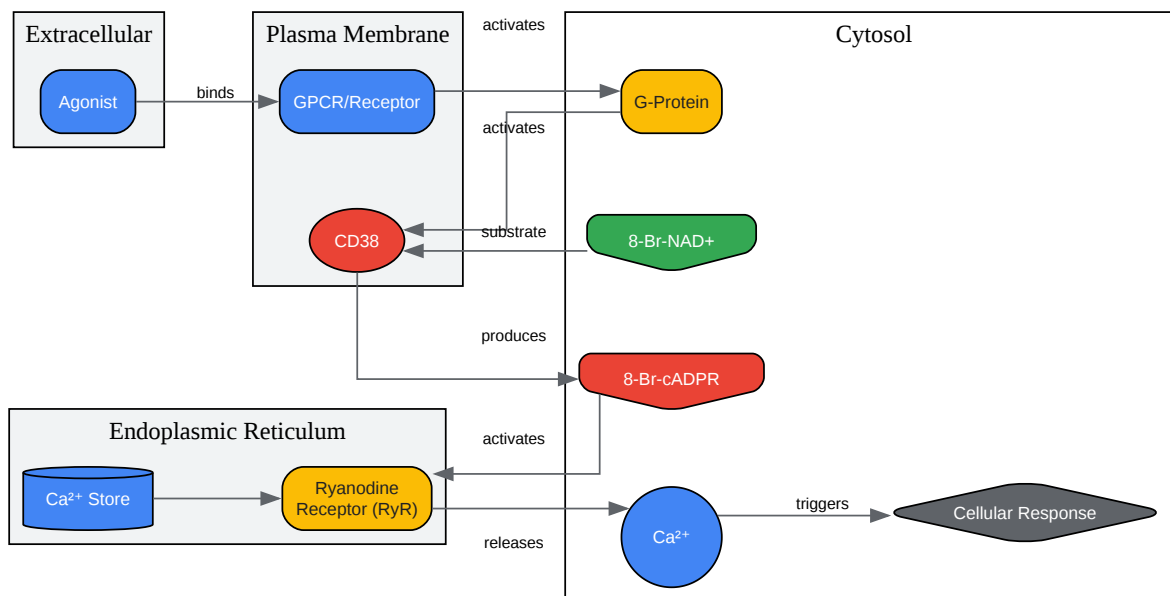 Extracellular
Plasma Membrane
activates
Cytosol
Agonist
binds
GPCR/Receptor
G-Protein
activates
CD38
substrate
8-Br-NAD+
produces
8-Br-cADPR
Endoplasmic Reticulum
activates
Ca²⁺ Store
Ryanodine
Receptor (RyR)
releases
Ca²⁺
triggers
Cellular Response